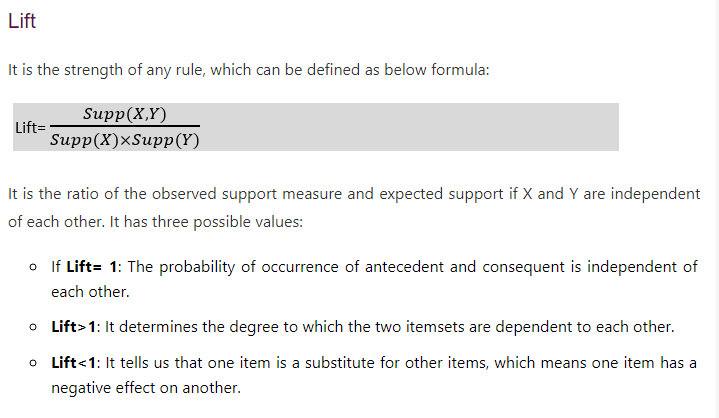 Lift
It is the strength of any rule, which can be defined as below formula:
Lift= Supp(X,Y)
Supp(X)×Supp(Y)
It is the ratio of the observed support measure and expected support if X and Y are independent
of each other. It has three possible values:
o If Lift= 1: The probability of occurrence of antecedent and consequent is independent of
each other.
o Lift>1: It determines the degree to which the two itemsets are dependent to each other.
o Lift<1: It tells us that one item is a substitute for other items, which means one item has a
negative effect on another.